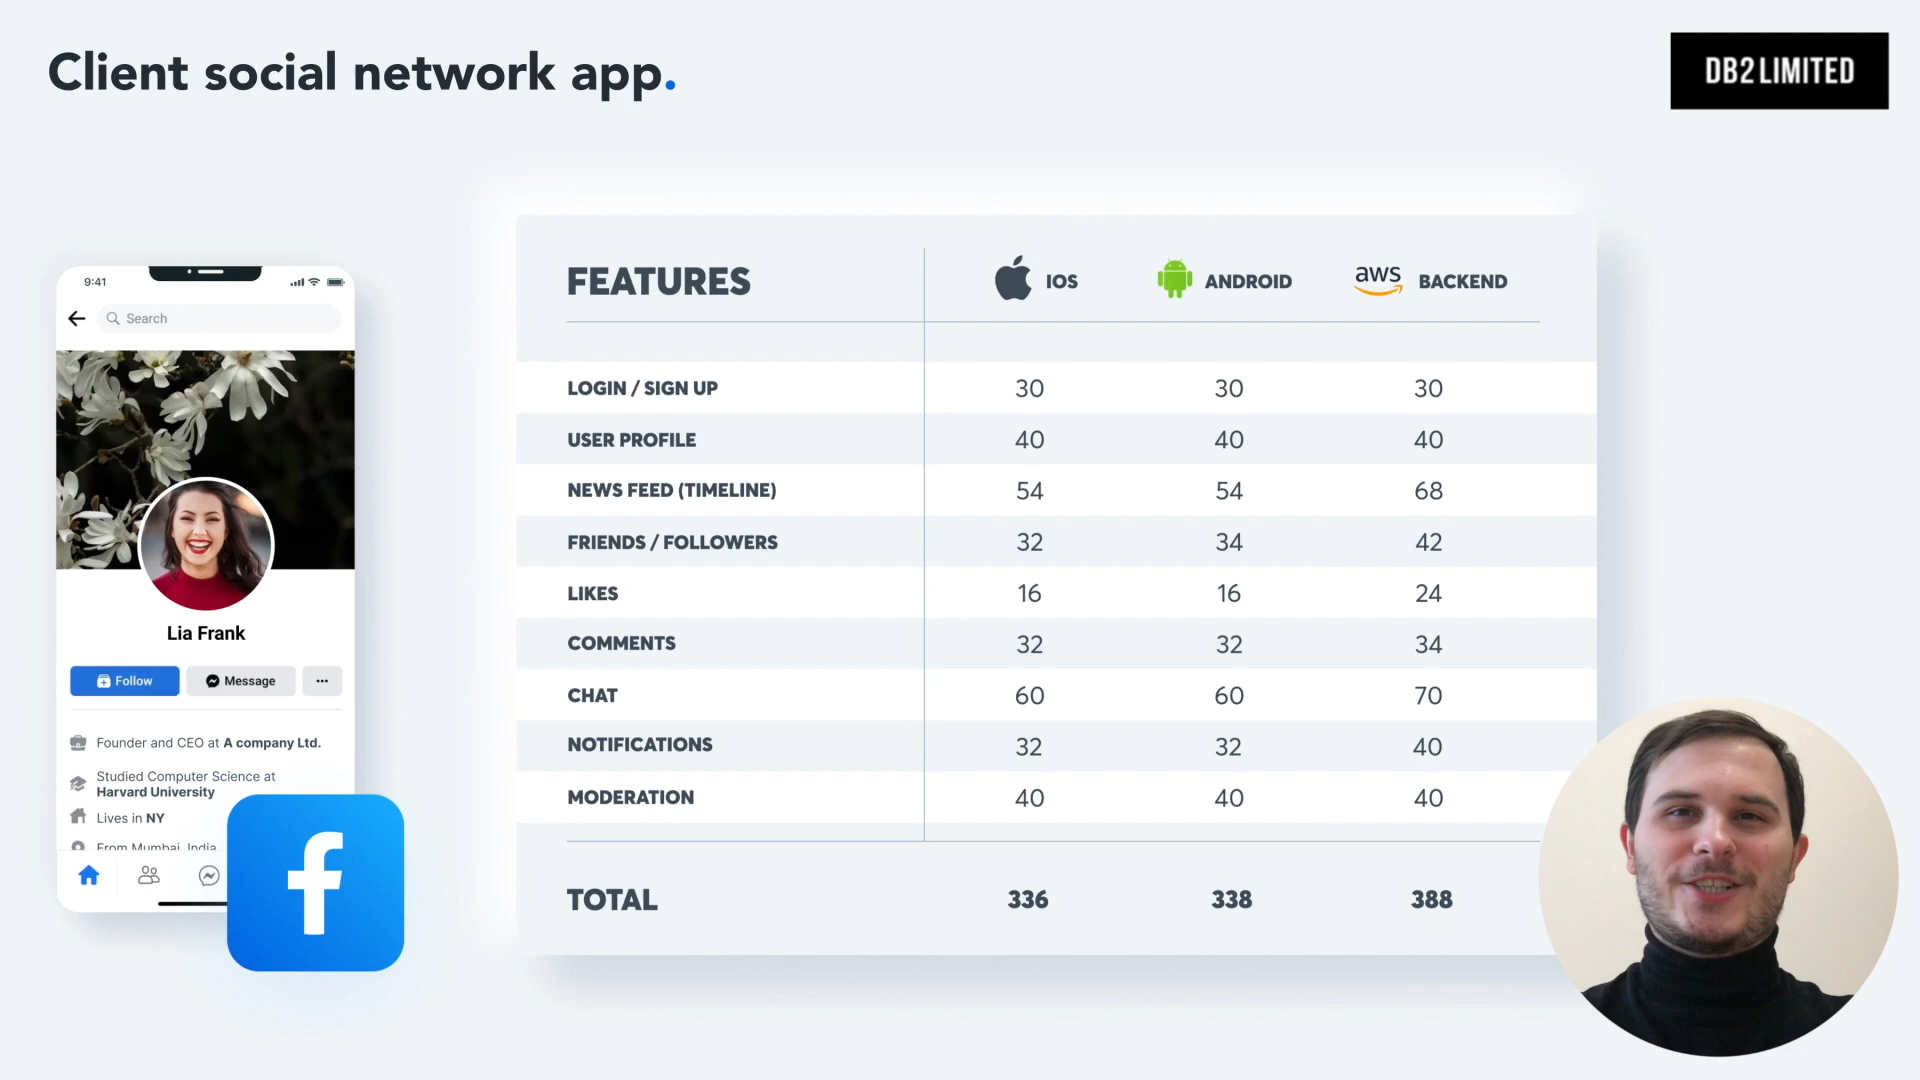 Client social network app.
DB2 LIMITED
9:41
Search
Lia Frank
Follow
Message
Founder and CEO at A company Ltd.
Studied Computer Science at
Harvard University
Lives in NY
From Mumbai, India
FEATURES
IOS
ANDROID
aws BACKEND
LOGIN / SIGN UP 30 30 30
USER PROFILE 40 40 40
NEWS FEED (TIMELINE) 54 54 68
FRIENDS / FOLLOWERS 32 34 42
LIKES 16 16 24
COMMENTS 32 32 34
CHAT 60 60 70
NOTIFICATIONS 32 32 40
MODERATION 40 40 40
TOTAL 336 338 388
f